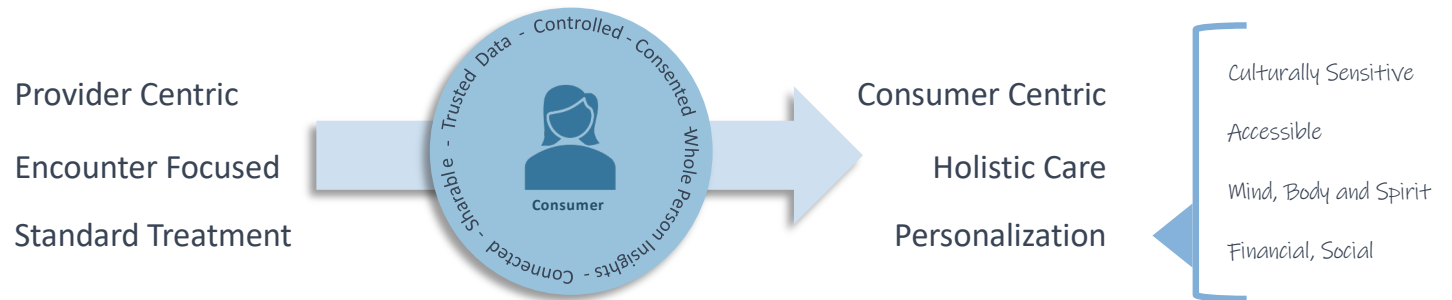 Provider Centric
Encounter Focused
Standard Treatment
Trusted Data - Controlled - Consented -Whole Person Insights - Connected - Sharable -
Consumer
Consumer Centric
Holistic Care
Personalization
Culturally Sensitive
Accessible
Mind, Body and Spirit
Financial, Social